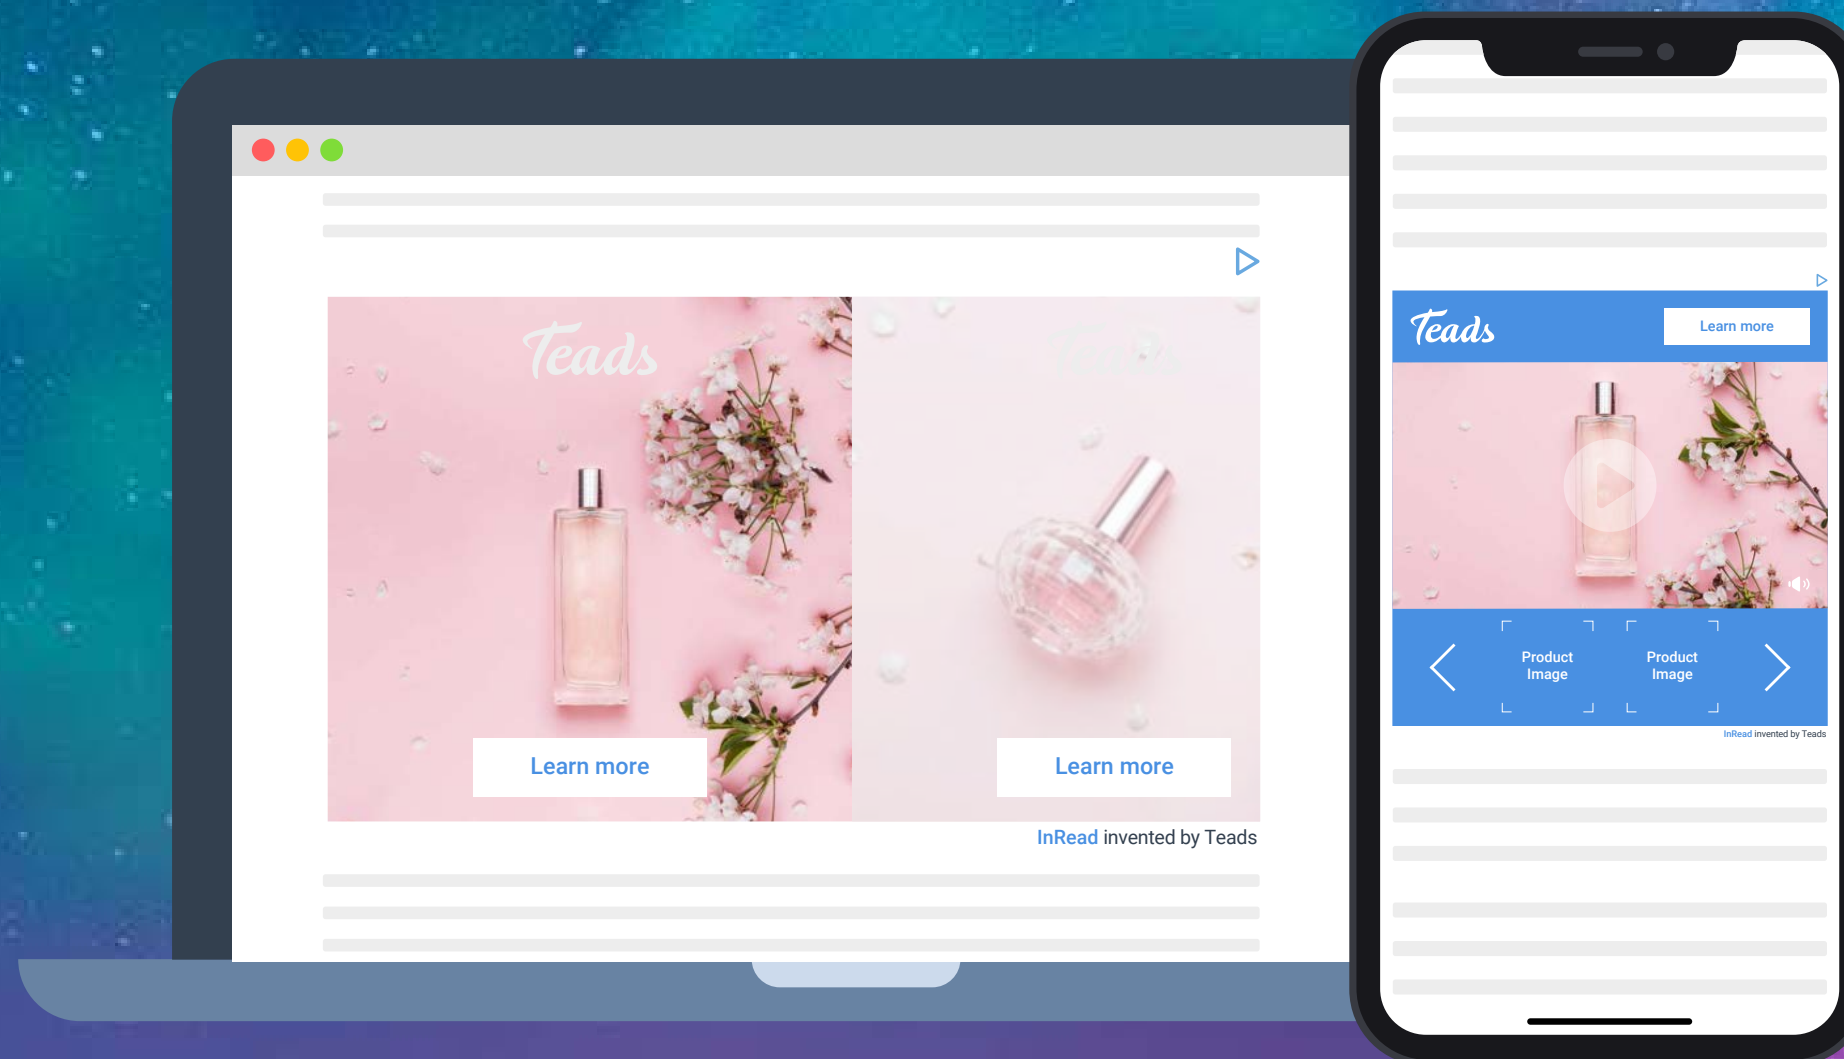 Teads
Teads
Learn more
Learn more
InRead invented by Teads
Teads
Learn more
Product
Image
Product
Image
InRead invented by Teads